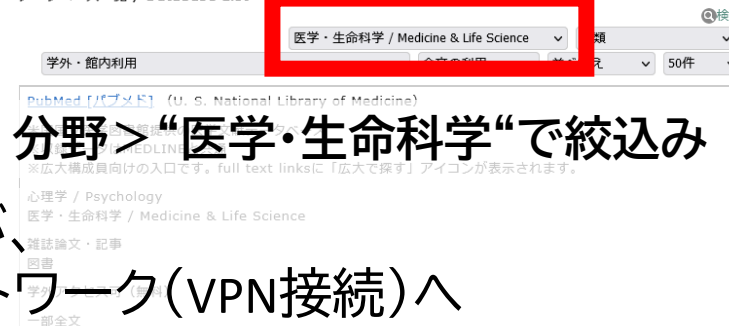 検
医学・生命科学 / Medicine & Life Science
類
学外・館内利用
50件
PubMed [パブメド] (U. S. National Library of Medicine)
分野＞“医学・生命科学“で絞込み
※広大構成員向けの入口です。full text linksに「広大で探す」アイコンが表示されます。
心理学 / Psychology
医学・生命科学 / Medicine & Life Science
雑誌論文・記事
図書
トワーク(VPN接続)へ
一部全文